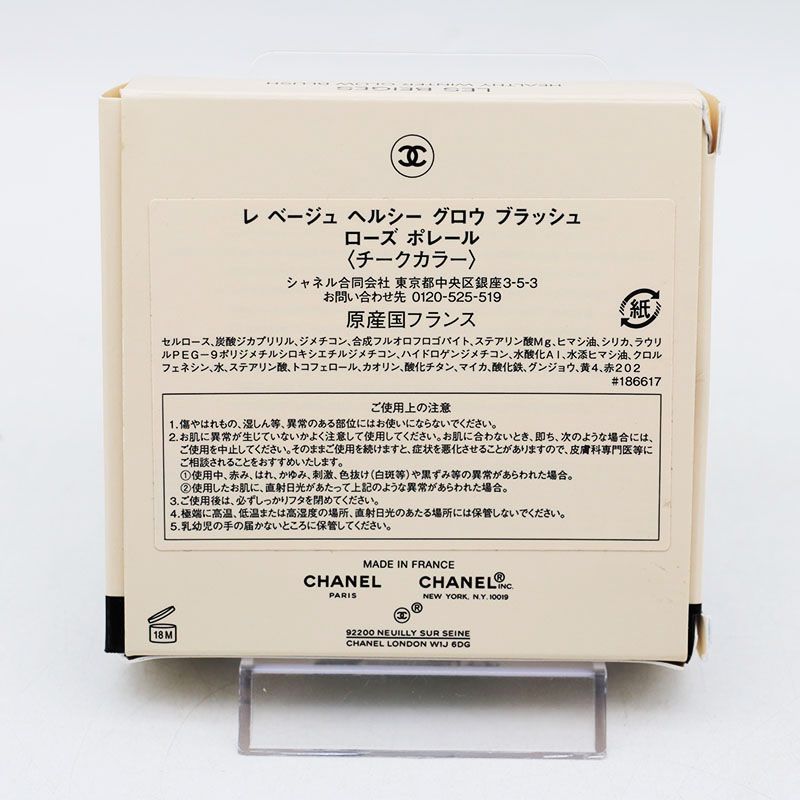 LES BEIGES
HEALTHY WINTER GLOW BLUSH
レ ベージュ ヘルシー グロウ ブラッシュ
ローズ ポレール
〈チークカラー〉
シャネル合同会社 東京都中央区銀座3-5-3
お問い合わせ先 0120-525-519
原産国フランス
紙
セルロース、炭酸ジカプリリル、ジメチコン、合成フルオロフロゴパイト、ステアリン酸Mg、ヒマシ油、シリカ、ラウリ
ルPEG-9ポリジメチルシロキシエチルジメチコン、ハイドロゲンジメチコン、水酸化Al、水添ヒマシ油、クロル
フェネシン、水、ステアリン酸、トコフェロール、カオリン、酸化チタン、マイカ、酸化鉄、グンジョウ、黄4、赤202
#186617
ご使用上の注意
1.傷やはれもの、湿しん等、異常のある部位にはお使いにならないでください。
2.お肌に異常が生じていないかよく注意して使用してください。お肌に合わないとき、即ち、次のような場合には、
ご使用を中止してください。そのままご使用を続けますと、症状を悪化させることがありますので、皮膚科専門医等に
ご相談されることをおすすめいたします。
①使用中、赤み、はれ、かゆみ、刺激、色抜け(白斑等)や黒ずみ等の異常があらわれた場合。
②使用したお肌に、直射日光があたって上記のような異常があらわれた場合。
3.ご使用後は、必ずしっかりフタを閉めてください。
4.極端に高温、低温または高湿度の場所、直射日光のあたる場所には保管しないでください。
5.乳幼児の手の届かないところに保管してください。
MADE IN FRANCE
CHANEL CHANEL® INC.
PARIS NEW YORK, N.Y. 10019
®
18 M
92200 NEUILLY SUR SEINE
CHANEL LONDON W1J 6DG